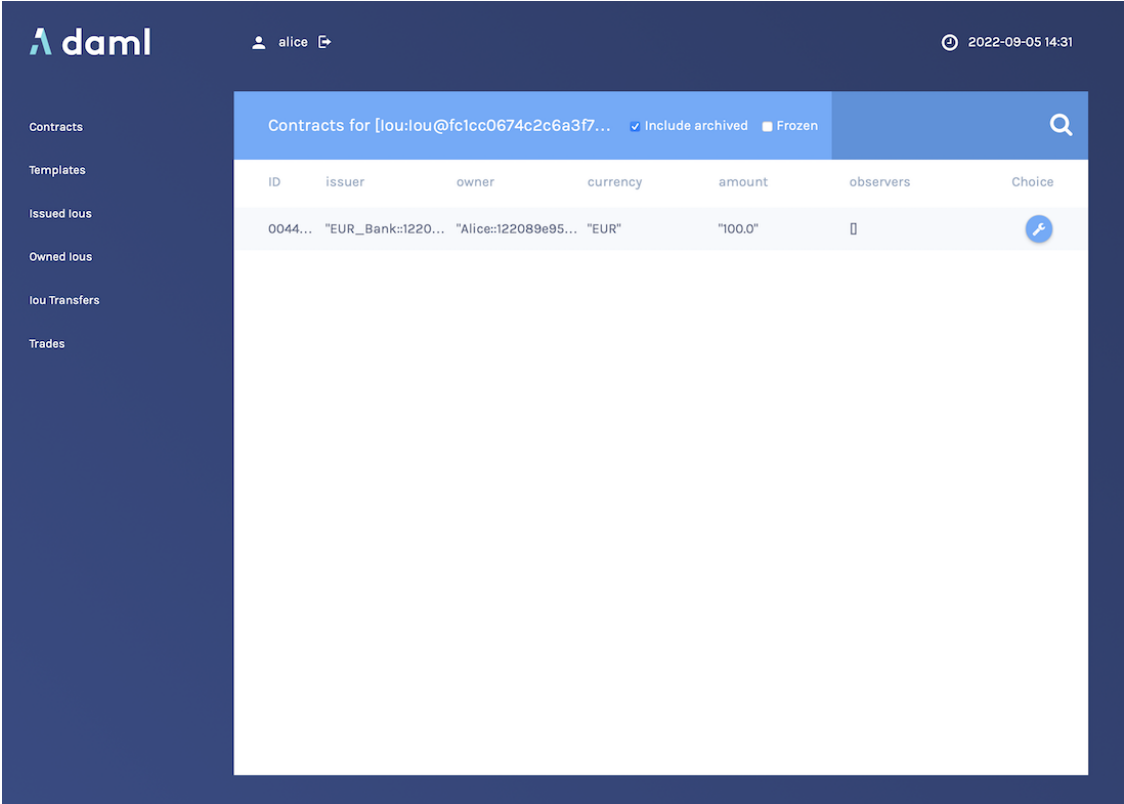 daml
alice
2022-09-05 14:31
Contracts
Templates
Issued Ious
Owned Ious
Iou Transfers
Trades
Contracts for [Iou:Iou@fc1cc0674c2c6a3f7... Include archived Frozen
ID issuer owner currency amount observers Choice
0044... "EUR_Bank::1220... "Alice::122089e95... "EUR" "100.0" []